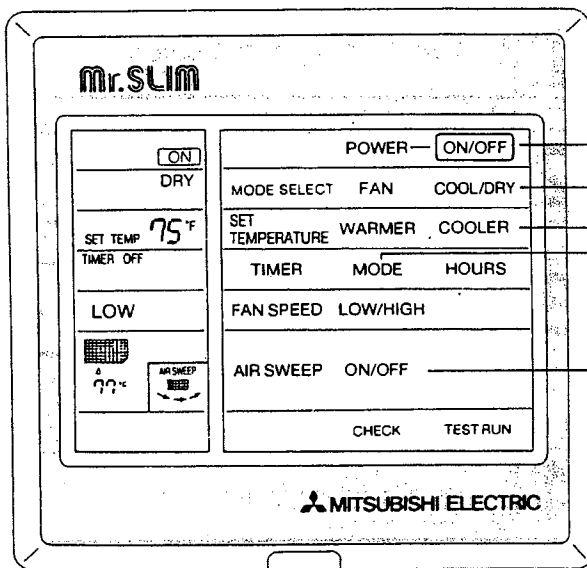 Mr.SLIM
ON
DRY
SET TEMP 75°F
TIMER OFF
LOW
77°F
AIR SWEEP
POWER ON/OFF
MODE SELECT FAN COOL/DRY
SET TEMPERATURE WARMER COOLER
TIMER MODE HOURS
FAN SPEED LOW/HIGH
AIR SWEEP ON/OFF
CHECK TEST RUN
MITSUBISHI ELECTRIC